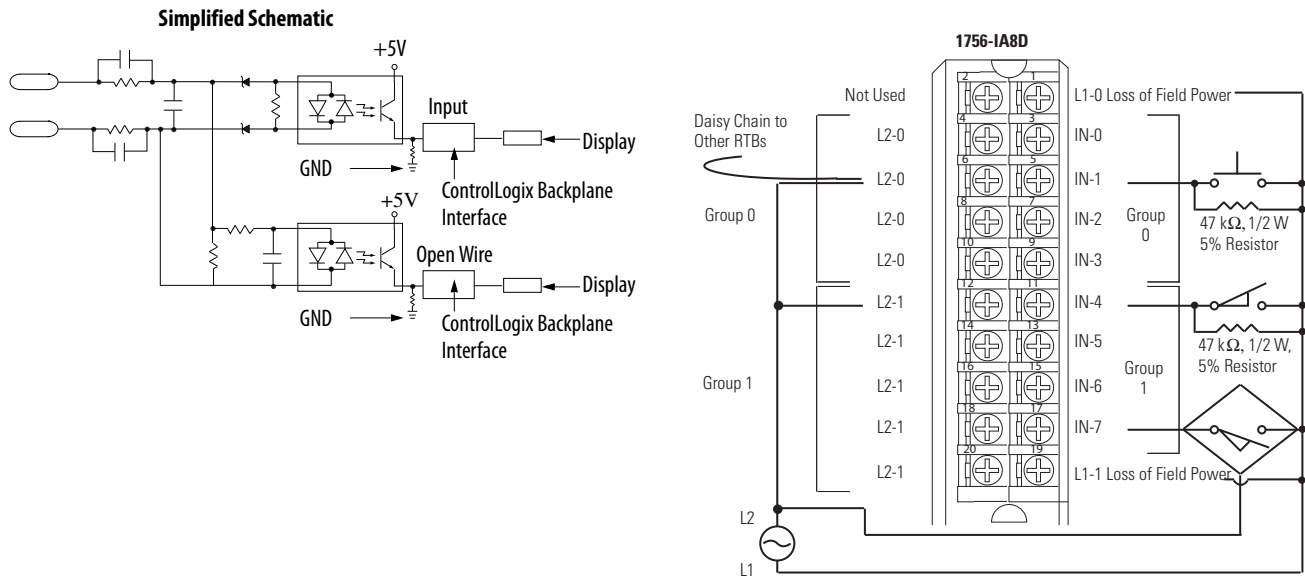 Simplified Schematic
+5V
Input
Display
GND
ControlLogix Backplane
Interface
+5V
Open Wire
Display
GND
ControlLogix Backplane
Interface
1756-IA8D
Daisy Chain to
Other RTBs
Not Used
2
1
L1-0 Loss of Field Power
L2-0
4
3
IN-0
L2-0
6
5
IN-1
L2-0
8
7
IN-2
L2-0
10
9
IN-3
L2-1
12
11
IN-4
L2-1
14
13
IN-5
L2-1
16
15
IN-6
L2-1
18
17
IN-7
L2-1
20
19
L1-1 Loss of Field Power
Group 0
Group 1
Group
0
Group
1
47 kΩ, 1/2 W
5% Resistor
47 kΩ, 1/2 W,
5% Resistor
L2
L1